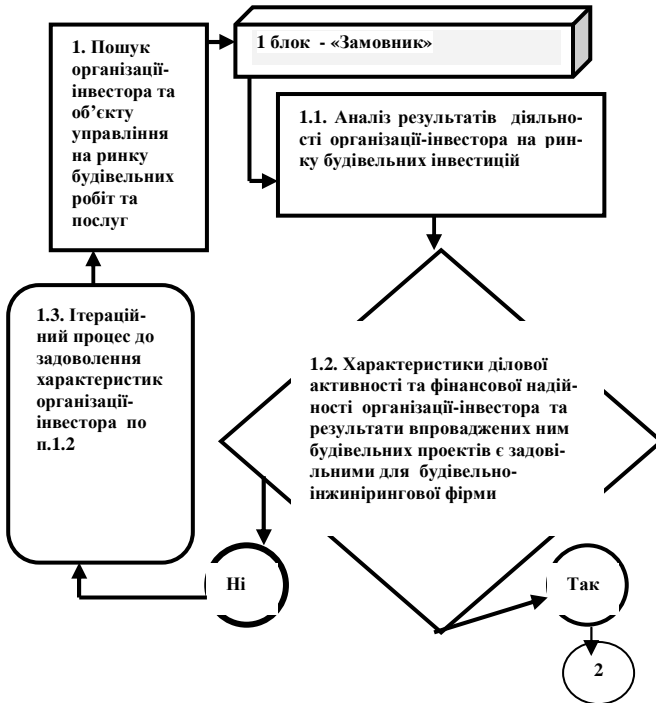 1. Пошук
організації-
інвестора та
об’єкту
управління
на ринку
будівельних
робіт та
послуг
1 блок - «Замовник»
1.1. Аналіз результатів діяльно-
сті організації-інвестора на рин-
ку будівельних інвестицій
1.2. Характеристики ділової
активності та фінансової надій-
ності організації-інвестора та
результати впроваджених ним
будівельних проектів є задові-
льними для будівельно-
інжинірингової фірми
1.3. Ітерацій-
ний процес до
задоволення
характеристик
організації-
інвестора по
п.1.2
Ні
Так
2